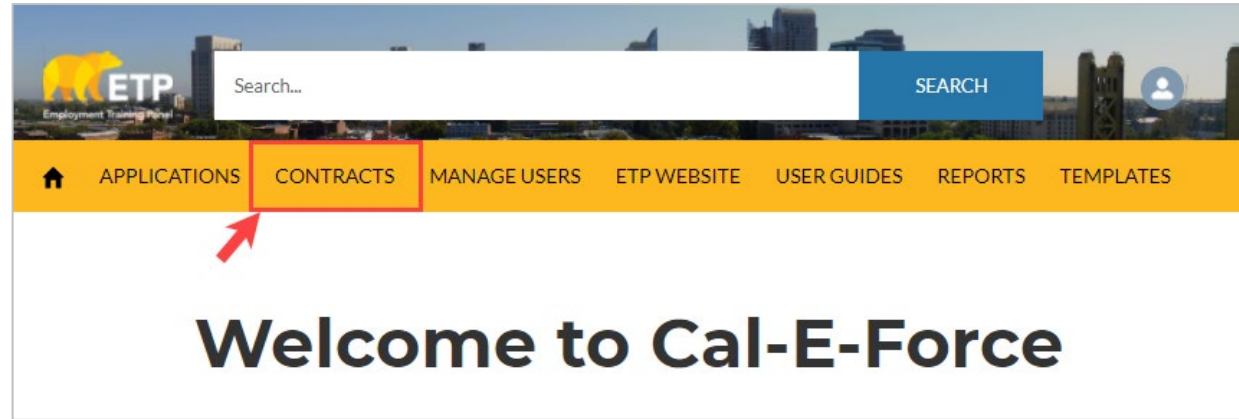 ETP
Employment Training Panel
Search...
SEARCH
APPLICATIONS CONTRACTS MANAGE USERS ETP WEBSITE USER GUIDES REPORTS TEMPLATES
Welcome to Cal-E-Force